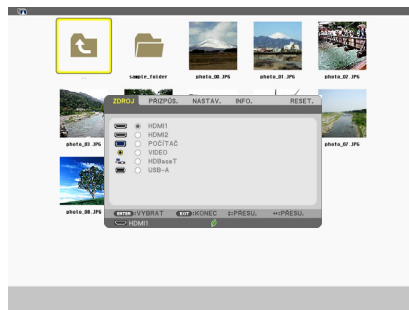 ..
sample_folder
photo_00.JPG
photo_01.JPG
photo_02.JPG
photo_03.JPG
photo_07.JPG
photo_08.JPG
ZDROJ PŘIZPŮS. NASTAV. INFO. RESET.
HDMI1
HDMI2
POČÍTAČ
VIDEO
HDBaseT
USB-A
ENTER :VYBRAT EXIT :KONEC ↕:PŘESU. ↔:PŘESU.
HDMI1